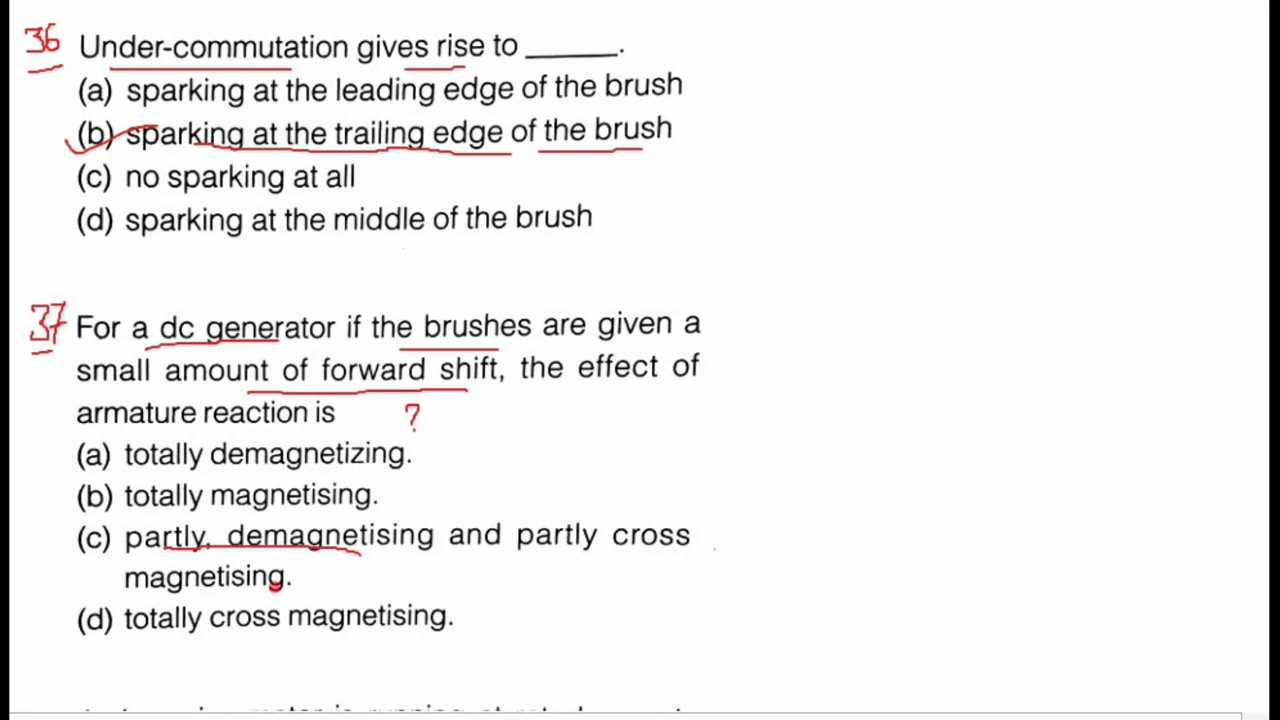 36 Under-commutation gives rise to ______.
(a) sparking at the leading edge of the brush
(b) sparking at the trailing edge of the brush
(c) no sparking at all
(d) sparking at the middle of the brush
37 For a dc generator if the brushes are given a
small amount of forward shift, the effect of
armature reaction is ?
(a) totally demagnetizing.
(b) totally magnetising.
(c) partly, demagnetising and partly cross
magnetising.
(d) totally cross magnetising.